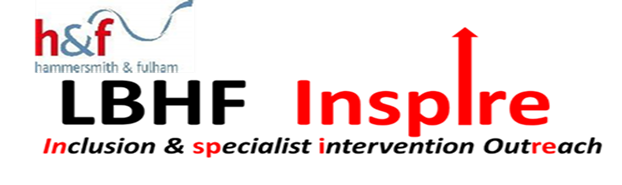 h&f
hammersmith & fulham
LBHF Inspire
Inclusion & specialist intervention Outreach